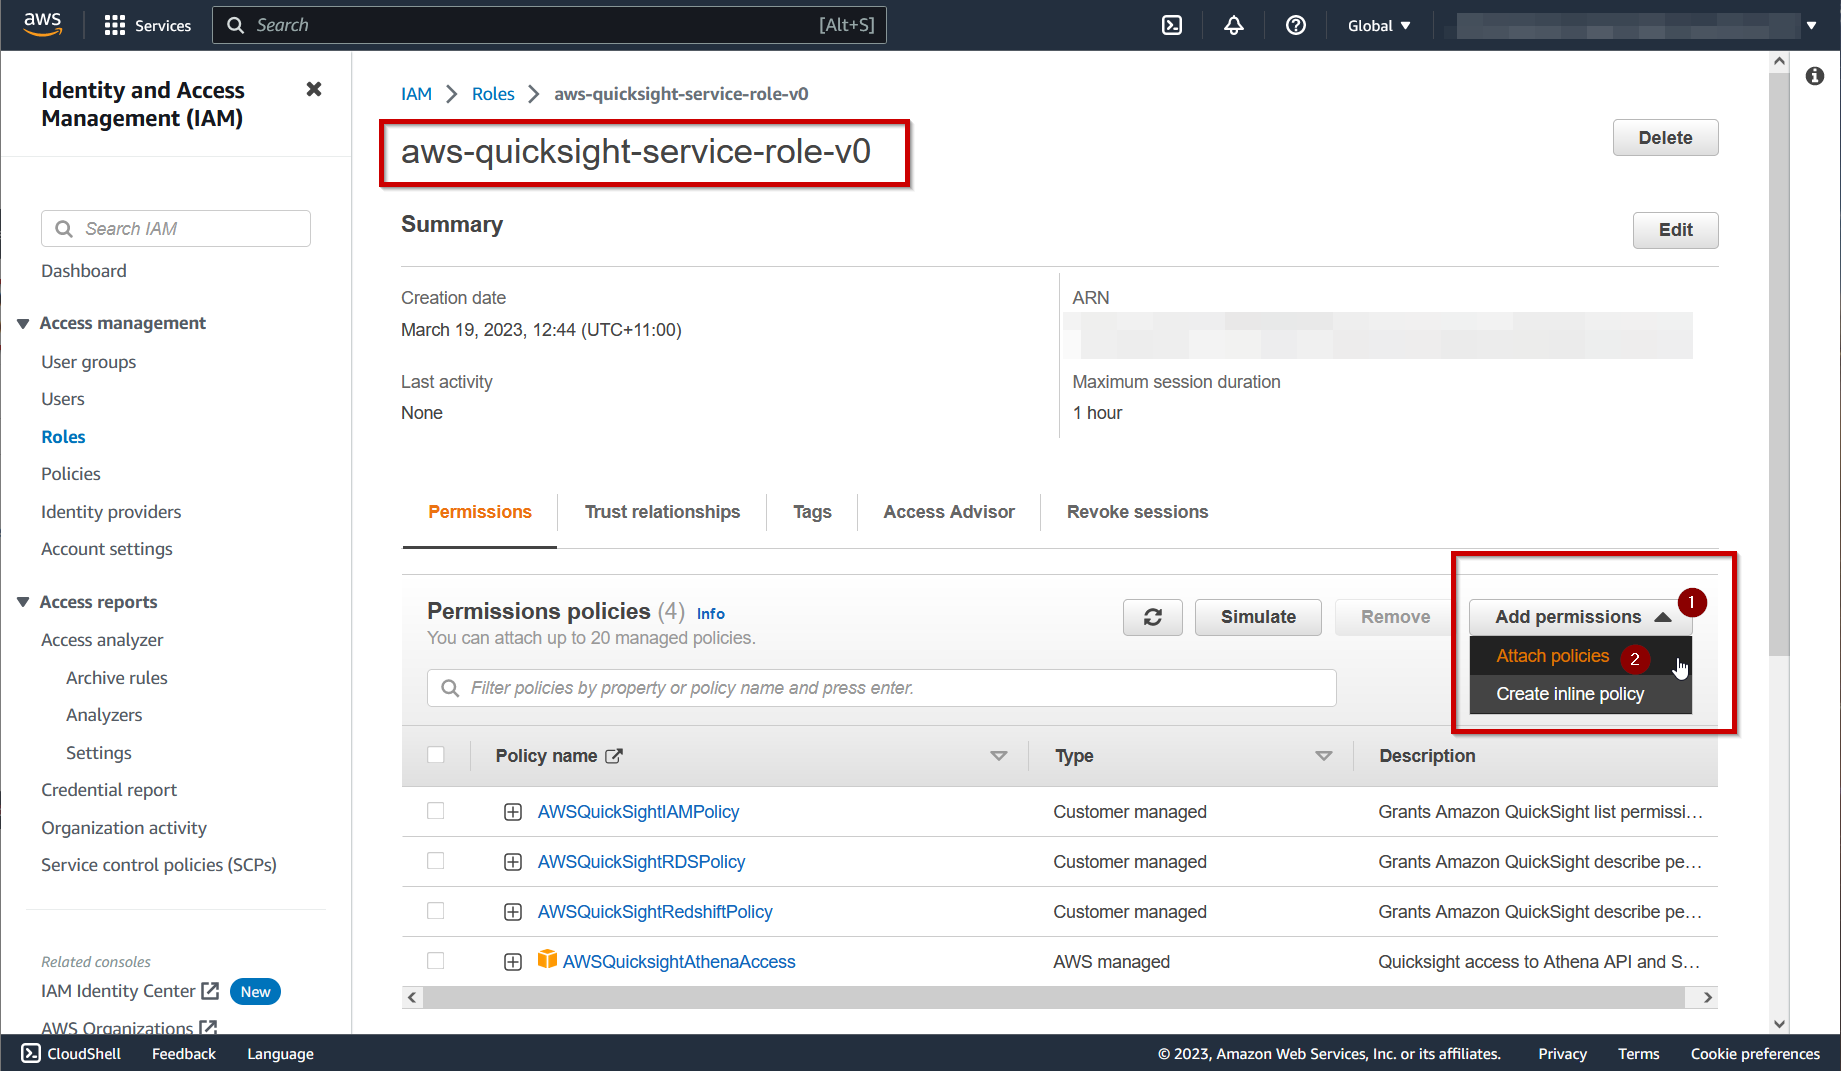 aws
Services
Search
[Alt+S]
Global
Identity and Access
Management (IAM)
Search IAM
Dashboard
Access management
User groups
Users
Roles
Policies
Identity providers
Account settings
Access reports
Access analyzer
Archive rules
Analyzers
Settings
Credential report
Organization activity
Service control policies (SCPs)
Related consoles
IAM Identity Center New
AWS Organizations
IAM > Roles > aws-quicksight-service-role-v0
aws-quicksight-service-role-v0
Delete
Summary
Edit
Creation date
March 19, 2023, 12:44 (UTC+11:00)
ARN
Last activity
None
Maximum session duration
1 hour
Permissions
Trust relationships
Tags
Access Advisor
Revoke sessions
Permissions policies (4) Info
You can attach up to 20 managed policies.
Simulate
Remove
Add permissions 1
Attach policies 2
Create inline policy
Filter policies by property or policy name and press enter.
Policy name Type Description
AWSQuickSightIAMPolicy Customer managed Grants Amazon QuickSight list permissi...
AWSQuickSightRDSPolicy Customer managed Grants Amazon QuickSight describe pe...
AWSQuickSightRedshiftPolicy Customer managed Grants Amazon QuickSight describe pe...
AWSQuicksightAthenaAccess AWS managed Quicksight access to Athena API and S...
CloudShell Feedback Language © 2023, Amazon Web Services, Inc. or its affiliates. Privacy Terms Cookie preferences